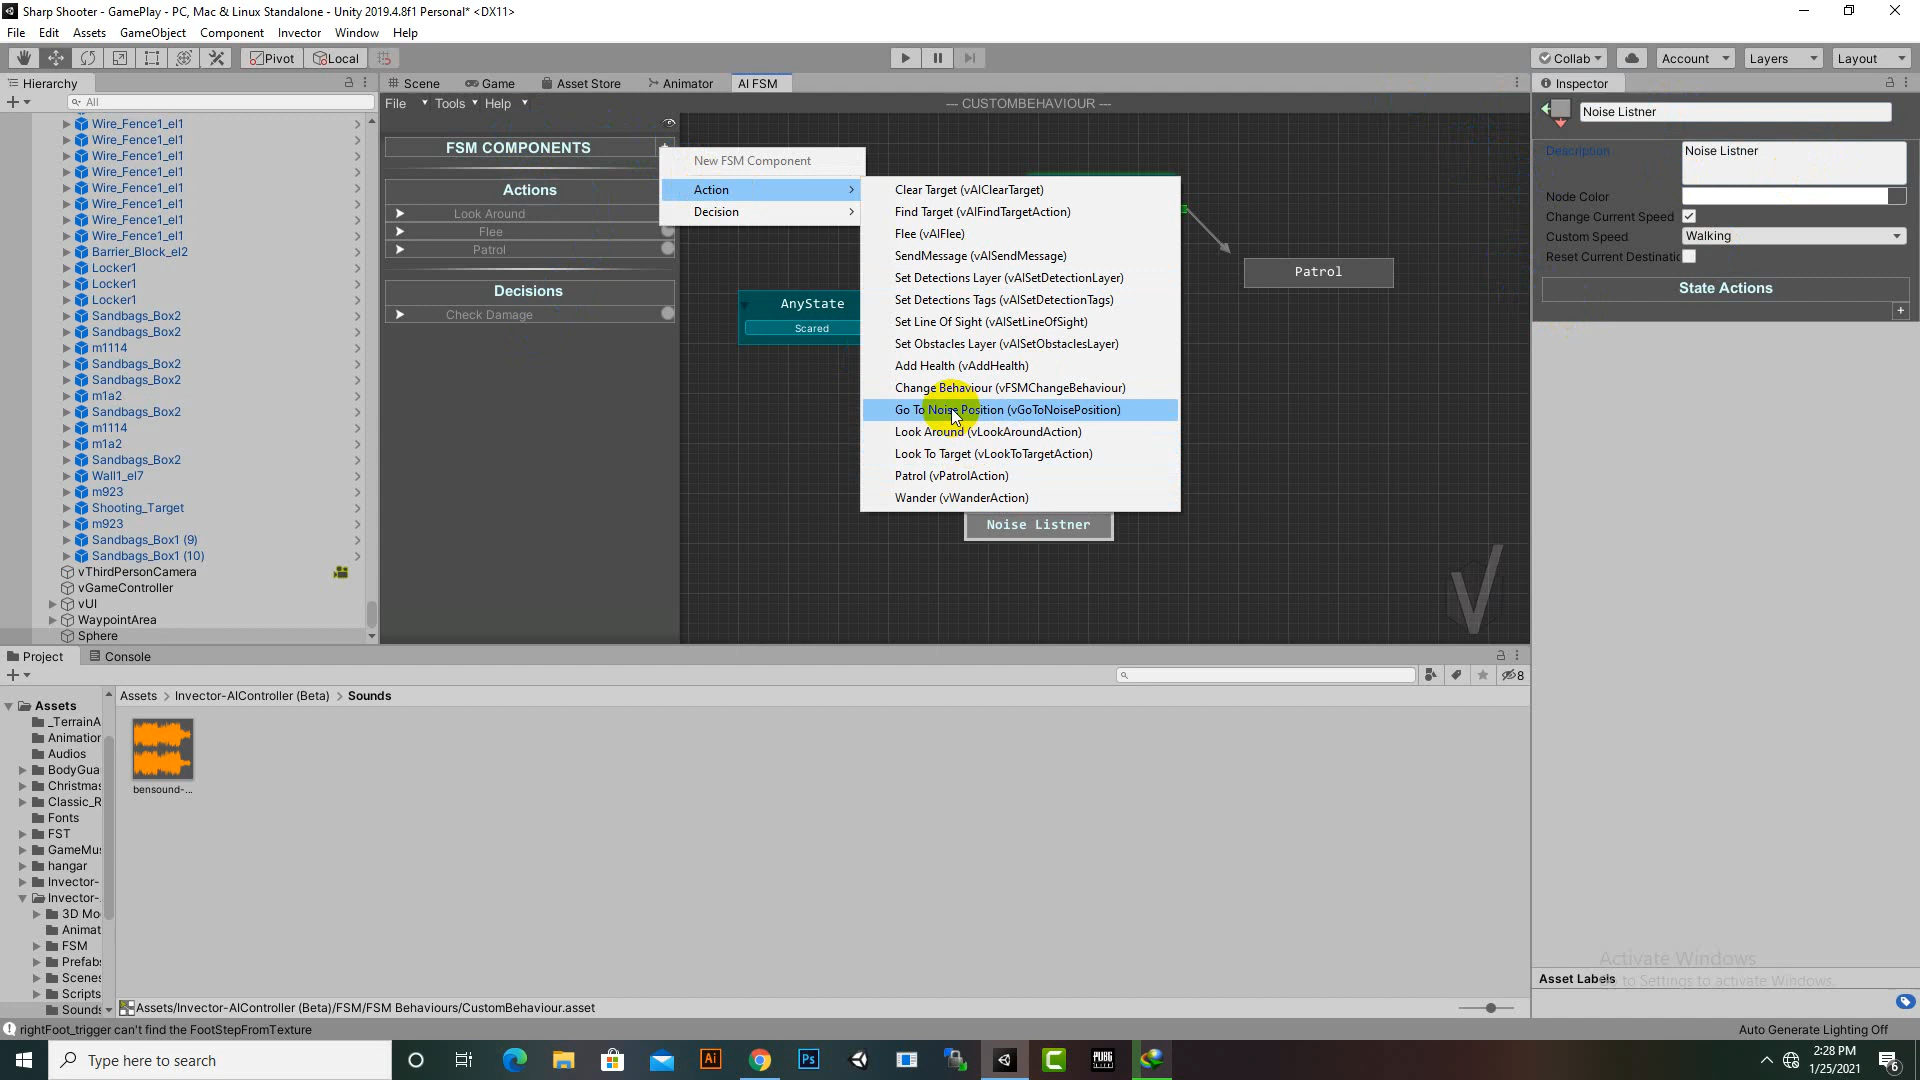 Sharp Shooter - GamePlay - PC, Mac & Linux Standalone - Unity 2019.4.8f1 Personal* <DX11>
File Edit Assets GameObject Component Invector Window Help
Pivot Local Collab Account Layers Layout
Hierarchy
All
Wire_Fence1_el1
Wire_Fence1_el1
Wire_Fence1_el1
Wire_Fence1_el1
Wire_Fence1_el1
Wire_Fence1_el1
Wire_Fence1_el1
Wire_Fence1_el1
Barrier_Block_el2
Locker1
Locker1
Locker1
Sandbags_Box2
Sandbags_Box2
m1114
Sandbags_Box2
Sandbags_Box2
m1a2
Sandbags_Box2
m1114
m1a2
Sandbags_Box2
Wall1_el7
m923
Shooting_Target
m923
Sandbags_Box1 (9)
Sandbags_Box1 (10)
vThirdPersonCamera
vGameController
vUI
WaypointArea
Sphere
Scene Game Asset Store Animator AI FSM
File Tools Help
--- CUSTOMBEHAVIOUR ---
FSM COMPONENTS
Actions
Look Around
Flee
Patrol
Decisions
Check Damage
New FSM Component
Action
Decision
Clear Target (vAIClearTarget)
Find Target (vAIFindTargetAction)
Flee (vAIFlee)
SendMessage (vAISendMessage)
Set Detections Layer (vAISetDetectionLayer)
Set Detections Tags (vAISetDetectionTags)
Set Line Of Sight (vAISetLineOfSight)
Set Obstacles Layer (vAISetObstaclesLayer)
Add Health (vAddHealth)
Change Behaviour (vFSMChangeBehaviour)
Go To Noise Position (vGoToNoisePosition)
Look Around (vLookAroundAction)
Look To Target (vLookToTargetAction)
Patrol (vPatrolAction)
Wander (vWanderAction)
AnyState
Scared
Patrol
Noise Listner
Inspector
Noise Listner
Description Noise Listner
Node Color
Change Current Speed
Custom Speed Walking
Reset Current Destinatic
State Actions
Asset Labels
Activate Windows
Go to Settings to activate Windows.
Project Console
8
Assets
_TerrainA
Animatior
Audios
BodyGua
Christmas
Classic_R
Fonts
FST
GameMus
hangar
Invector-
Invector-
3D Mo
Animat
FSM
Prefabs
Scenes
Scripts
Sounds
Assets > Invector-AIController (Beta) > Sounds
bensound-...
Assets/Invector-AIController (Beta)/FSM/FSM Behaviours/CustomBehaviour.asset
rightFoot_trigger can't find the FootStepFromTexture
Auto Generate Lighting Off
Type here to search
Ai
Ps
PUBG
2:28 PM
1/25/2021
6